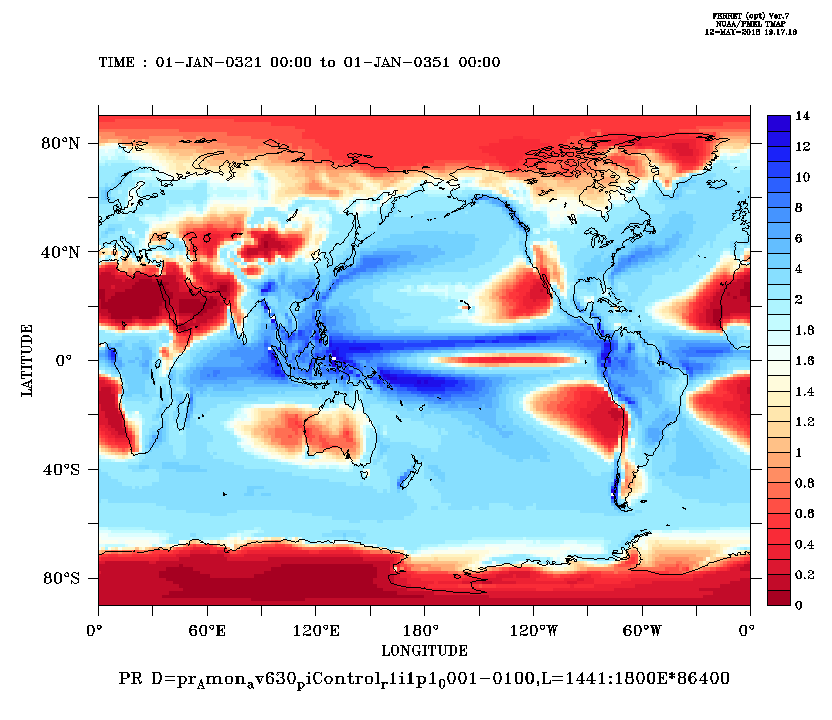 FERRET (opt) Ver.7
NOAA/PMEL TMAP
12-MAY-2016 19.17.16
TIME : 01-JAN-0321 00:00 to 01-JAN-0351 00:00
80°N
40°N
0°
40°S
80°S
LATITUDE
0°
60°E
120°E
180°
120°W
60°W
0°
LONGITUDE
14
12
10
8
6
4
2
1.8
1.6
1.4
1.2
1
0.8
0.6
0.4
0.2
0
PR D=prAmonav630piControlr1i1p10001-0100,L=1441:1800E*86400